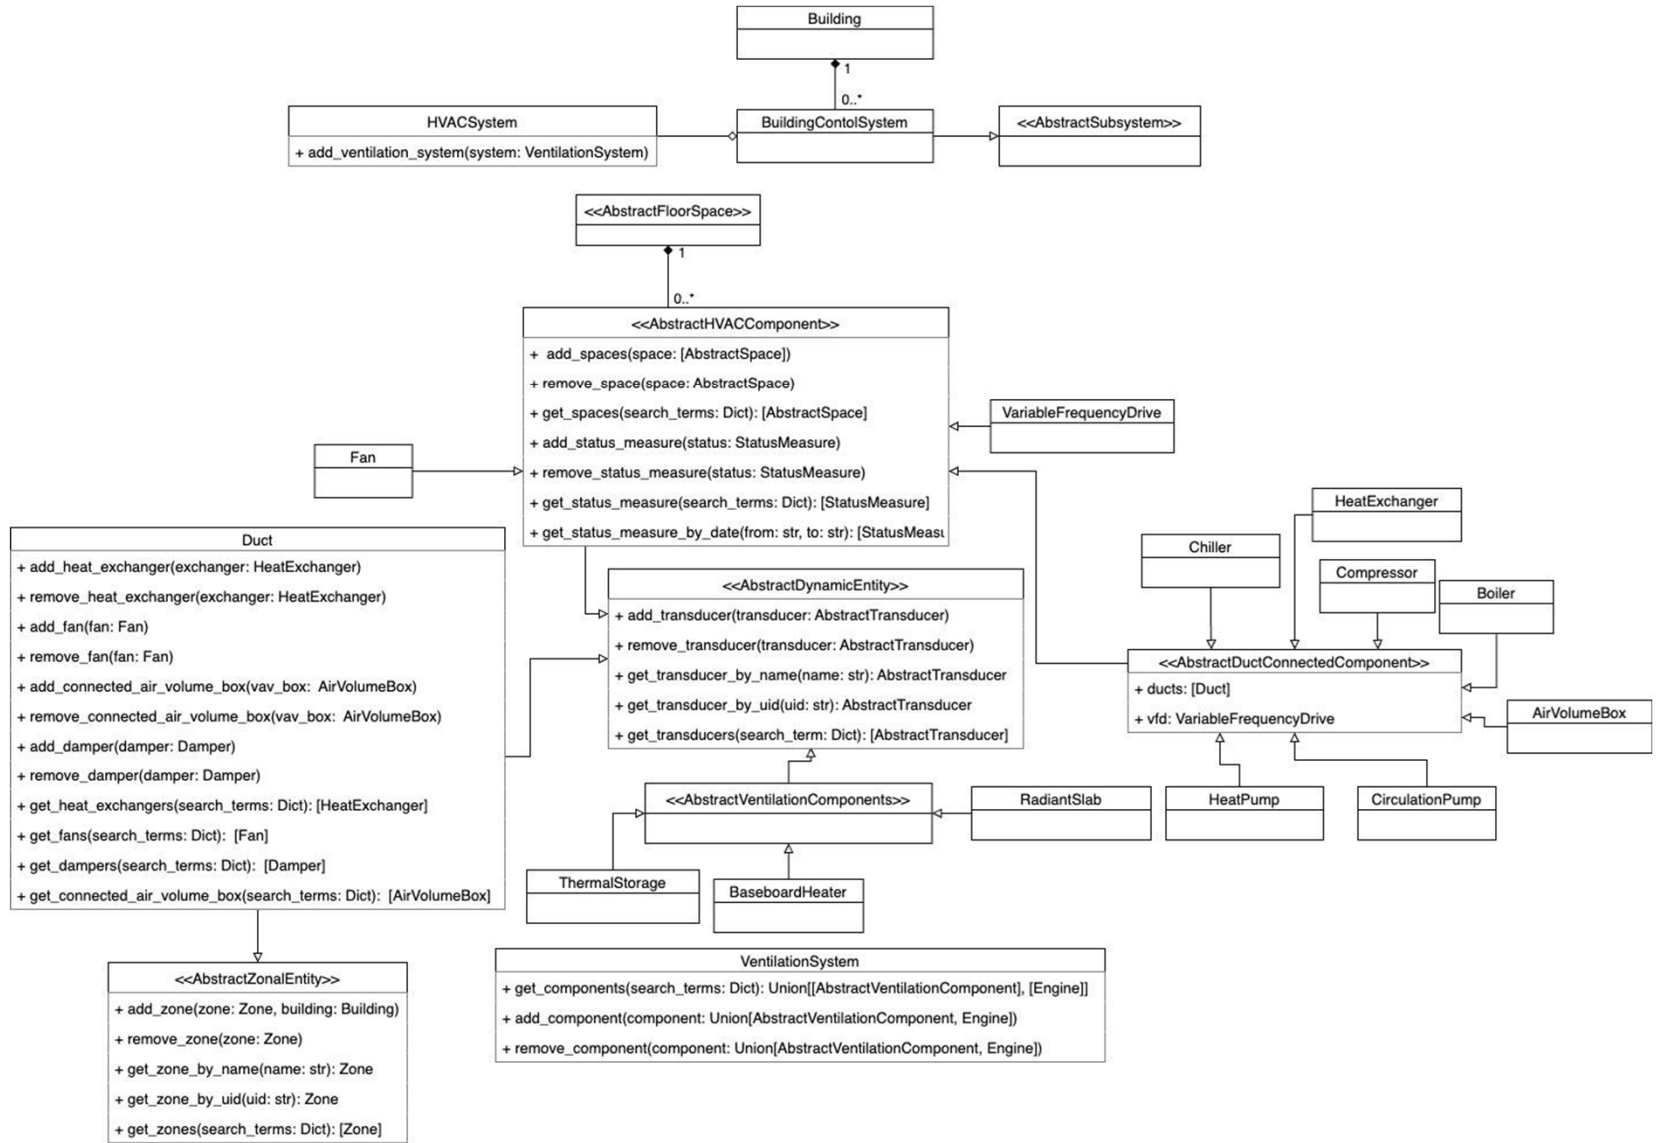 Building
1
0..*
HVACSystem
+ add_ventilation_system(system: VentilationSystem)
BuildingContolSystem
<<AbstractSubsystem>>
<<AbstractFloorSpace>>
1
0..*
<<AbstractHVACComponent>>
+ add_spaces(space: [AbstractSpace])
+ remove_space(space: AbstractSpace)
+ get_spaces(search_terms: Dict): [AbstractSpace]
+ add_status_measure(status: StatusMeasure)
+ remove_status_measure(status: StatusMeasure)
+ get_status_measure(search_terms: Dict): [StatusMeasure]
+ get_status_measure_by_date(from: str, to: str): [StatusMeasu
VariableFrequencyDrive
Fan
Duct
+ add_heat_exchanger(exchanger: HeatExchanger)
+ remove_heat_exchanger(exchanger: HeatExchanger)
+ add_fan(fan: Fan)
+ remove_fan(fan: Fan)
+ add_connected_air_volume_box(vav_box: AirVolumeBox)
+ remove_connected_air_volume_box(vav_box: AirVolumeBox)
+ add_damper(damper: Damper)
+ remove_damper(damper: Damper)
+ get_heat_exchangers(search_terms: Dict): [HeatExchanger]
+ get_fans(search_terms: Dict): [Fan]
+ get_dampers(search_terms: Dict): [Damper]
+ get_connected_air_volume_box(search_terms: Dict): [AirVolumeBox]
<<AbstractDynamicEntity>>
+ add_transducer(transducer: AbstractTransducer)
+ remove_transducer(transducer: AbstractTransducer)
+ get_transducer_by_name(name: str): AbstractTransducer
+ get_transducer_by_uid(uid: str): AbstractTransducer
+ get_transducers(search_term: Dict): [AbstractTransducer]
HeatExchanger
Chiller
Compressor
Boiler
<<AbstractDuctConnectedComponent>>
+ ducts: [Duct]
+ vfd: VariableFrequencyDrive
AirVolumeBox
HeatPump
CirculationPump
<<AbstractVentilationComponents>>
RadiantSlab
ThermalStorage
BaseboardHeater
<<AbstractZonalEntity>>
+ add_zone(zone: Zone, building: Building)
+ remove_zone(zone: Zone)
+ get_zone_by_name(name: str): Zone
+ get_zone_by_uid(uid: str): Zone
+ get_zones(search_terms: Dict): [Zone]
VentilationSystem
+ get_components(search_terms: Dict): Union[[AbstractVentilationComponent], [Engine]]
+ add_component(component: Union[AbstractVentilationComponent, Engine])
+ remove_component(component: Union[AbstractVentilationComponent, Engine])